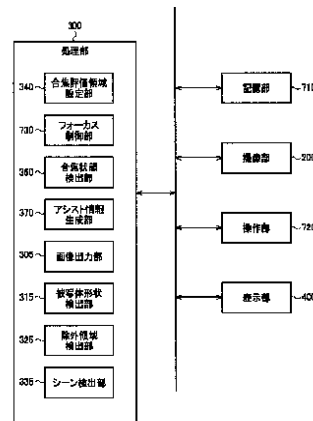 300
処理部
340
合焦評価領域
設定部
730
フォーカス
制御部
360
合焦状態
検出部
370
アシスト情報
生成部
305
画像出力部
315
被写体形状
検出部
325
除外領域
検出部
335
シーン検出部
記憶部
710
撮像部
200
操作部
720
表示部
400